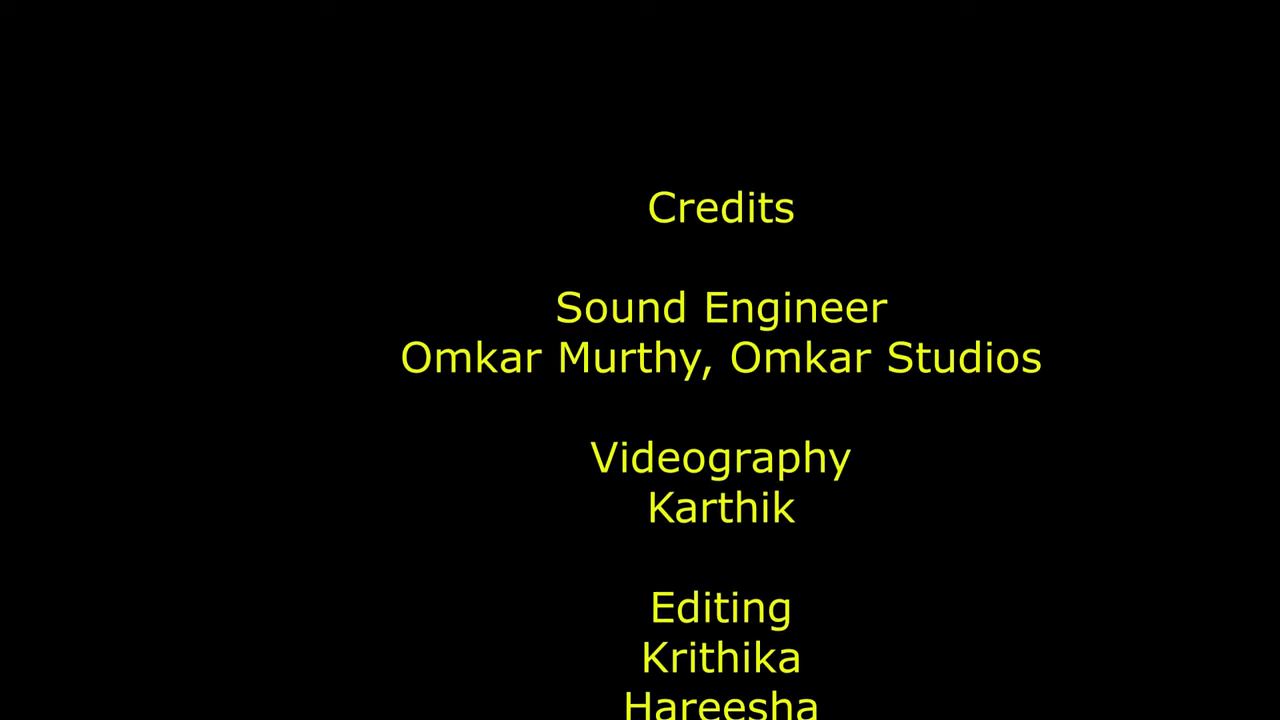 Credits
Sound Engineer
Omkar Murthy, Omkar Studios
Videography
Karthik
Editing
Krithika
Hareesha